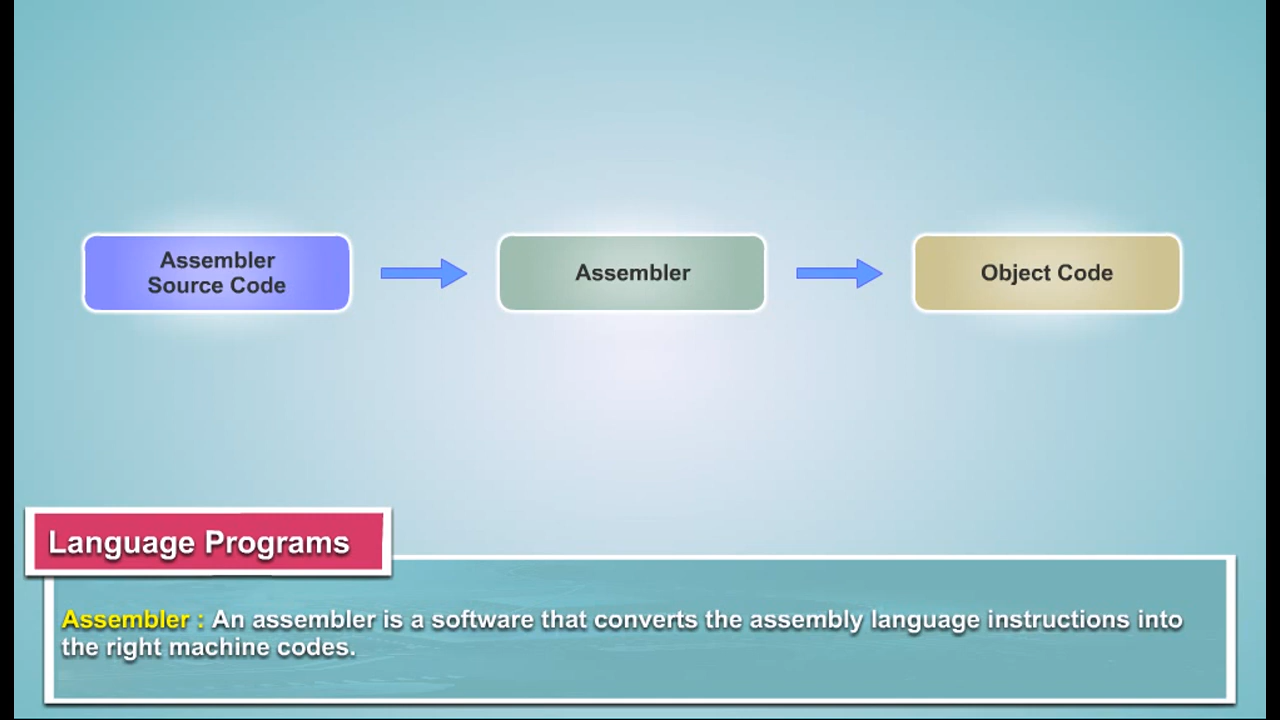 Assembler
Source Code
Assembler
Object Code
Language Programs
Assembler : An assembler is a software that converts the assembly language instructions into
the right machine codes.